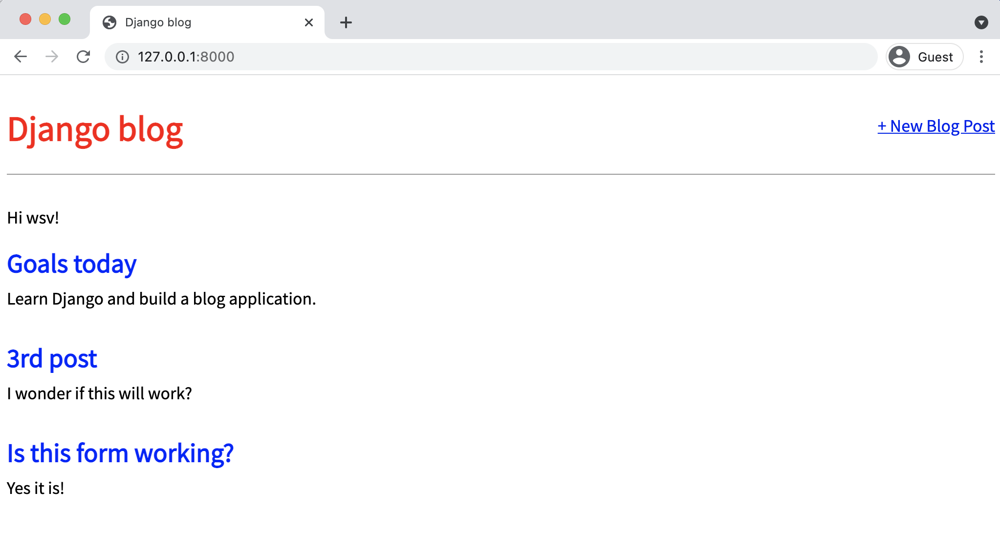 Django blog
127.0.0.1:8000
Guest
Django blog
+ New Blog Post
Hi wsv!
Goals today
Learn Django and build a blog application.
3rd post
I wonder if this will work?
Is this form working?
Yes it is!